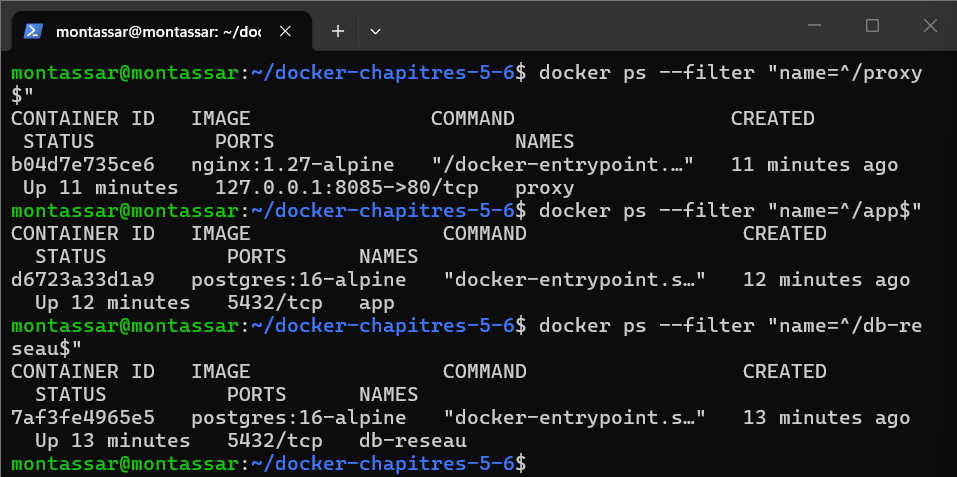 montassar@montassar: ~/doc
montassar@montassar:~/docker-chapitres-5-6$ docker ps --filter "name=^/proxy
$"
CONTAINER ID   IMAGE               COMMAND                  CREATED
 STATUS          PORTS                    NAMES
b04d7e735ce6   nginx:1.27-alpine   "/docker-entrypoint.…"   11 minutes ago
 Up 11 minutes   127.0.0.1:8085->80/tcp   proxy
montassar@montassar:~/docker-chapitres-5-6$ docker ps --filter "name=^/app$"
CONTAINER ID   IMAGE                COMMAND                  CREATED
  STATUS          PORTS      NAMES
d6723a33d1a9   postgres:16-alpine   "docker-entrypoint.s…"   12 minutes ago
  Up 12 minutes   5432/tcp   app
montassar@montassar:~/docker-chapitres-5-6$ docker ps --filter "name=^/db-re
seau$"
CONTAINER ID   IMAGE                COMMAND                  CREATED
  STATUS          PORTS      NAMES
7af3fe4965e5   postgres:16-alpine   "docker-entrypoint.s…"   13 minutes ago
  Up 13 minutes   5432/tcp   db-reseau
montassar@montassar:~/docker-chapitres-5-6$